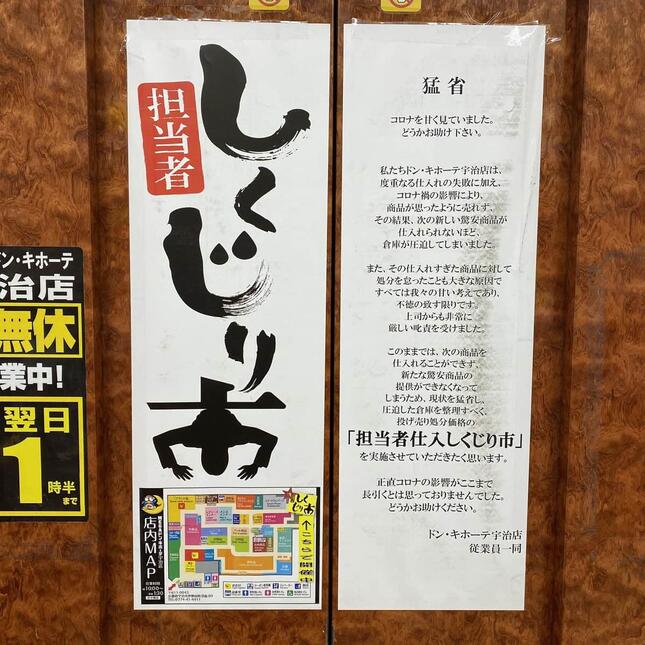 担当者
しくじり市
しくじり市
↑こちらで開催中
店内MAP
猛省
コロナを甘く見ていました。
どうかお助け下さい。
私たちドン・キホーテ宇治店は、
度重なる仕入れの失敗に加え、
コロナ禍の影響により、
商品が思ったように売れず、
その結果、次の新しい驚安商品が
仕入れられないほど、
倉庫が圧迫してしまいました。
また、その仕入れすぎた商品に対して
処分を怠ったことも大きな原因で
すべては我々の甘い考えであり、
不徳の致す限りです。
上司からも非常に
厳しい叱責を受けました。
このままでは、次の商品を
仕入れることができず、
新たな驚安商品の
提供ができなくなって
しまうため、現状を猛省し、
圧迫した倉庫を整理すべく、
投げ売り処分価格の
「担当者仕入しくじり市」
を実施させていただきたく思います。
正直コロナの影響がここまで
長引くとは思っておりませんでした。
どうかお助けください。
ドン・キホーテ宇治店
従業員一同
ドン・キホーテ
治店
無休
業中!
翌日
1時半まで